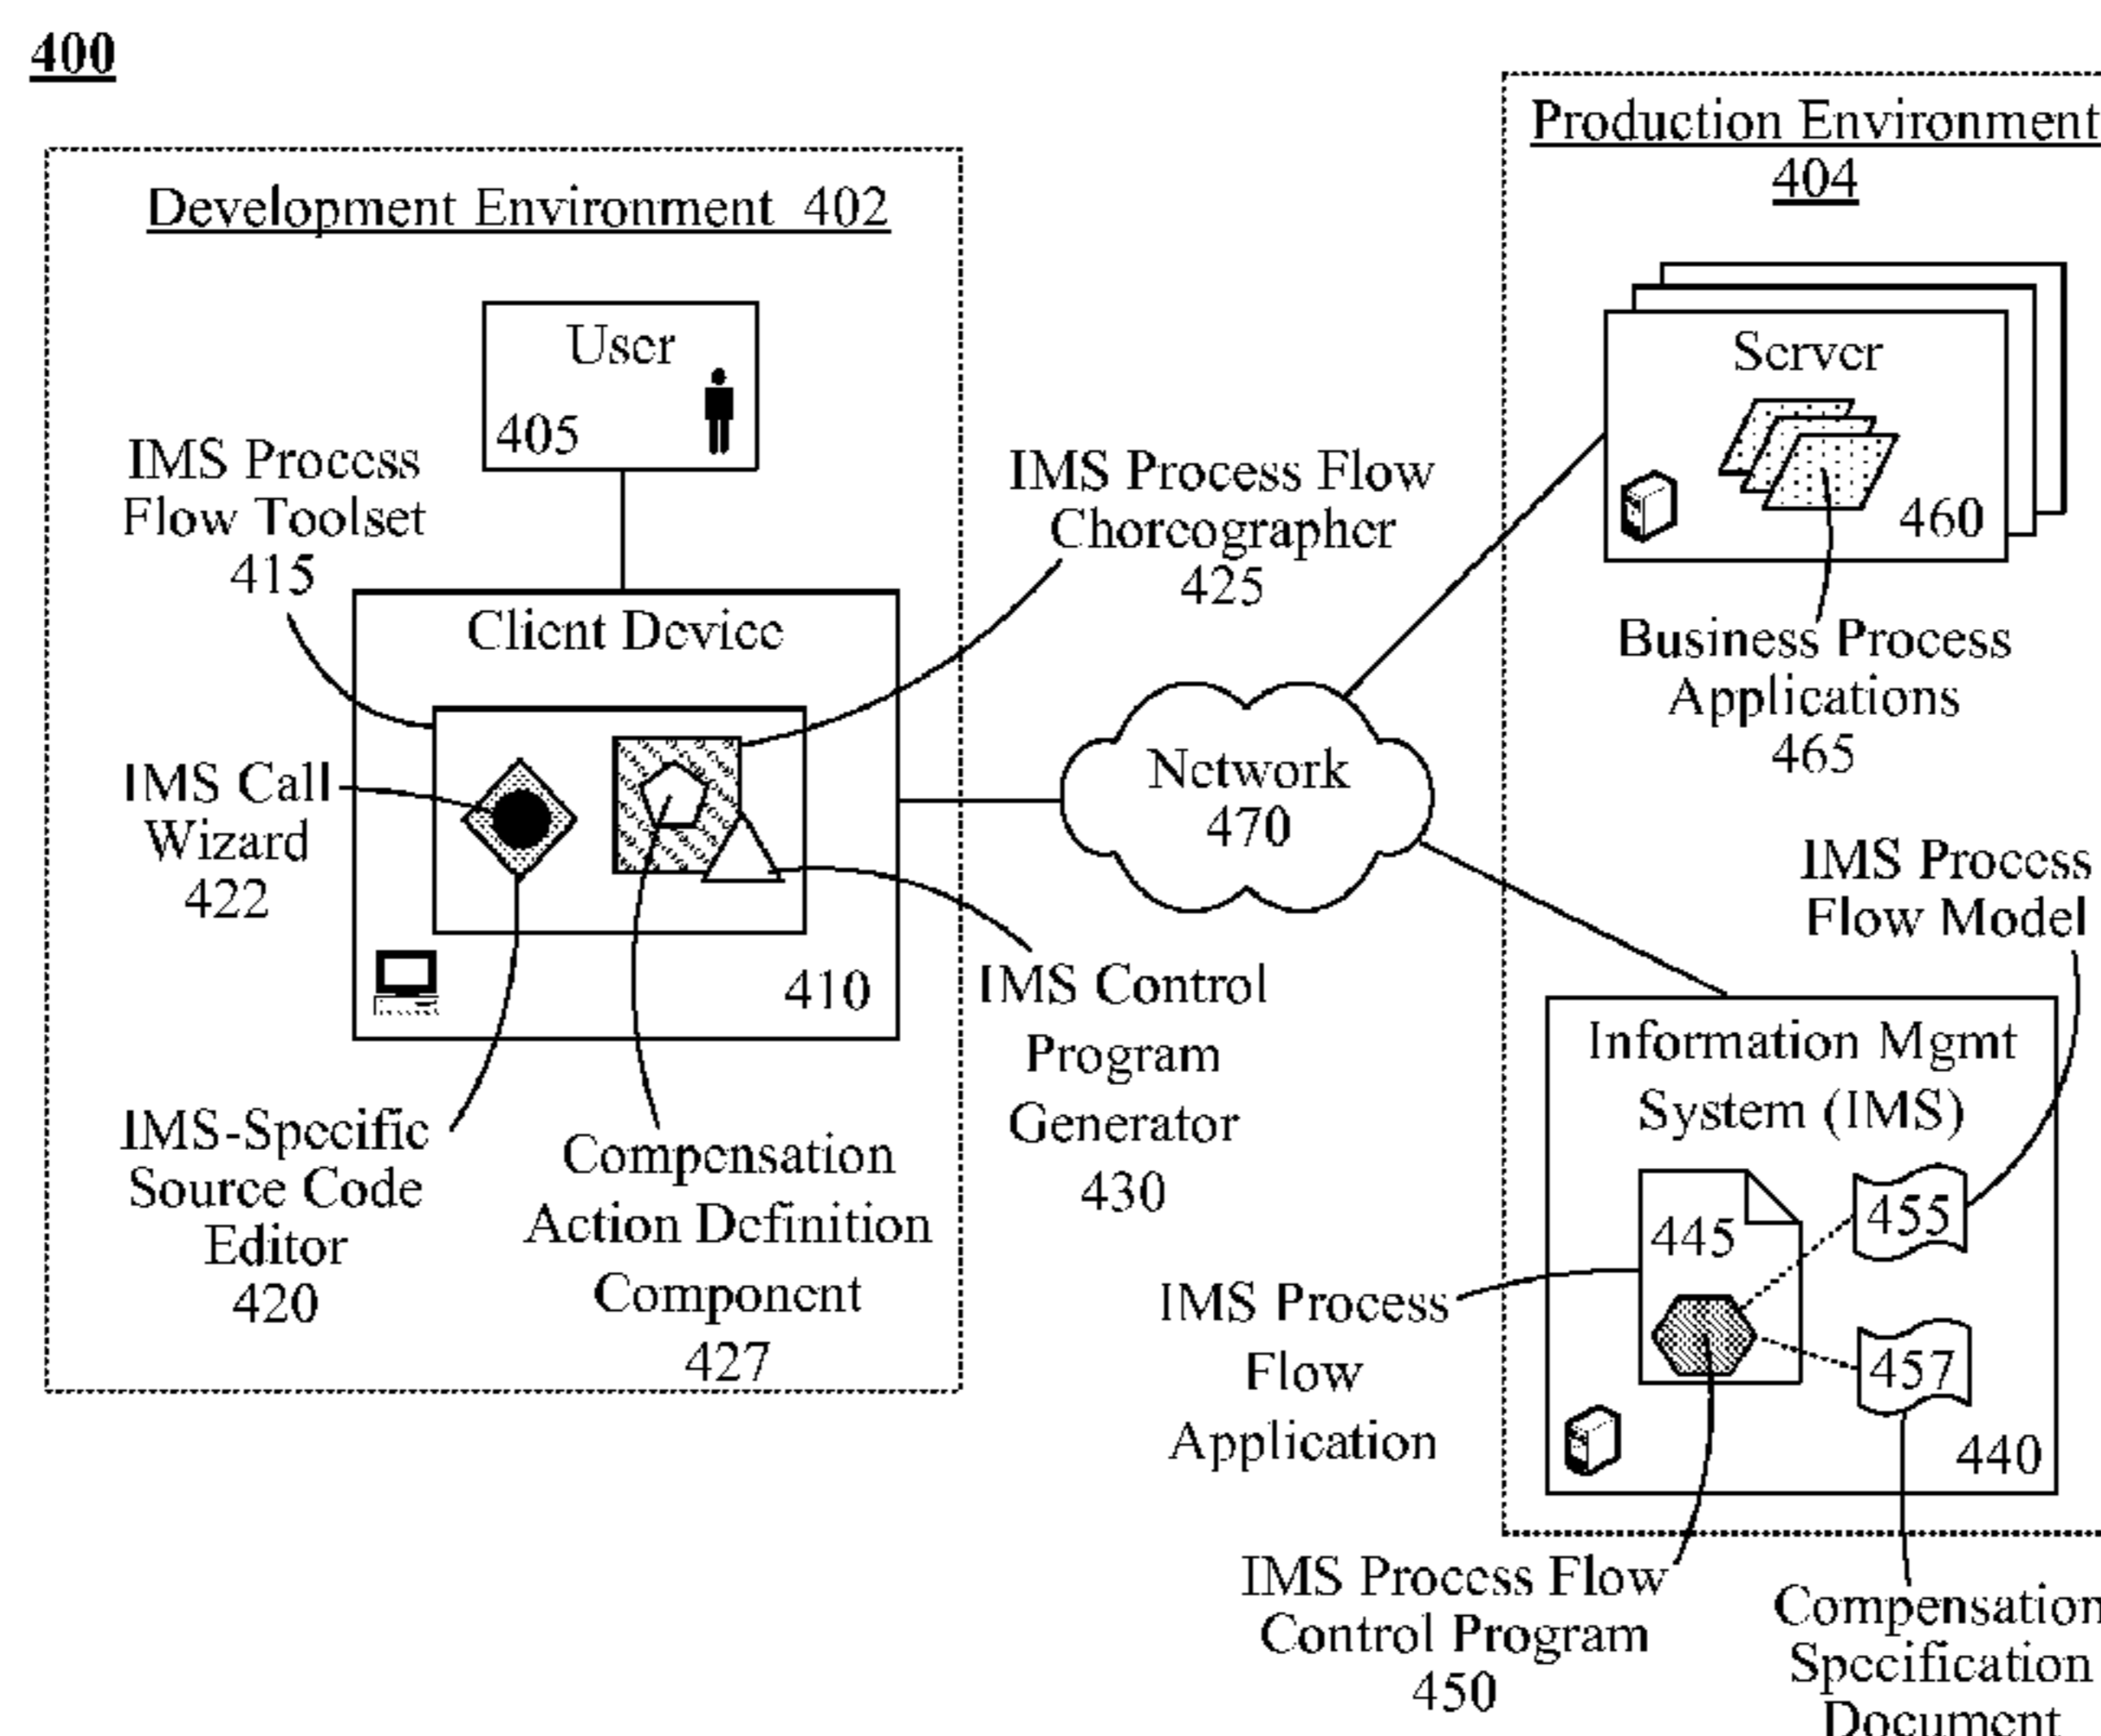 400
Development Environment 402
User
405
IMS Process
Flow Toolset
415
Client Device
IMS Call
Wizard
422
410
IMS-Specific
Source Code
Editor
420
Compensation
Action Definition
Component
427
IMS Process Flow
Choreographer
425
Network
470
IMS Control
Program
Generator
430
Production Environment
404
Server
460
Business Process
Applications
465
IMS Process
Flow Model
Information Mgmt
System (IMS)
445
455
457
440
IMS Process
Flow
Application
IMS Process Flow
Control Program
450
Compensation
Specification
Document